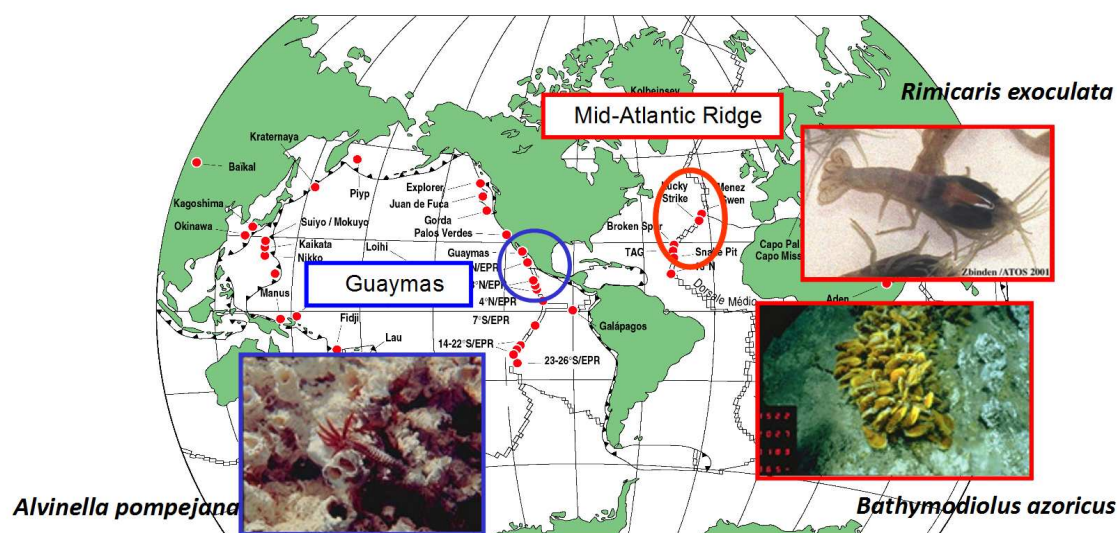 Rimicaris exoculata
Kolbeinsey
Mid-Atlantic Ridge
Kraternaya
Baïkal
Piyp
Explorer
Juan de Fuca
Gorda
Palos Verdes
Kagoshima
Okinawa
Suiyo / Mokuyo
Kaikata
Nikko
Loihi
Lucky
Strike
Menez
Gwen
Broken Spur
TAG
Snake Pit
Capo
Capo
Zbinden /ATOS 2001
Guaymas
Guaymas
N/EPR
N/EPR
4°N/EPR
7°S/EPR
Galápagos
Dorsale
Manus
Fidji
Lau
14-22°S/EPR
23-26°S/EPR
Aden
Alvinella pompejana
Bathymodiolus azoricus